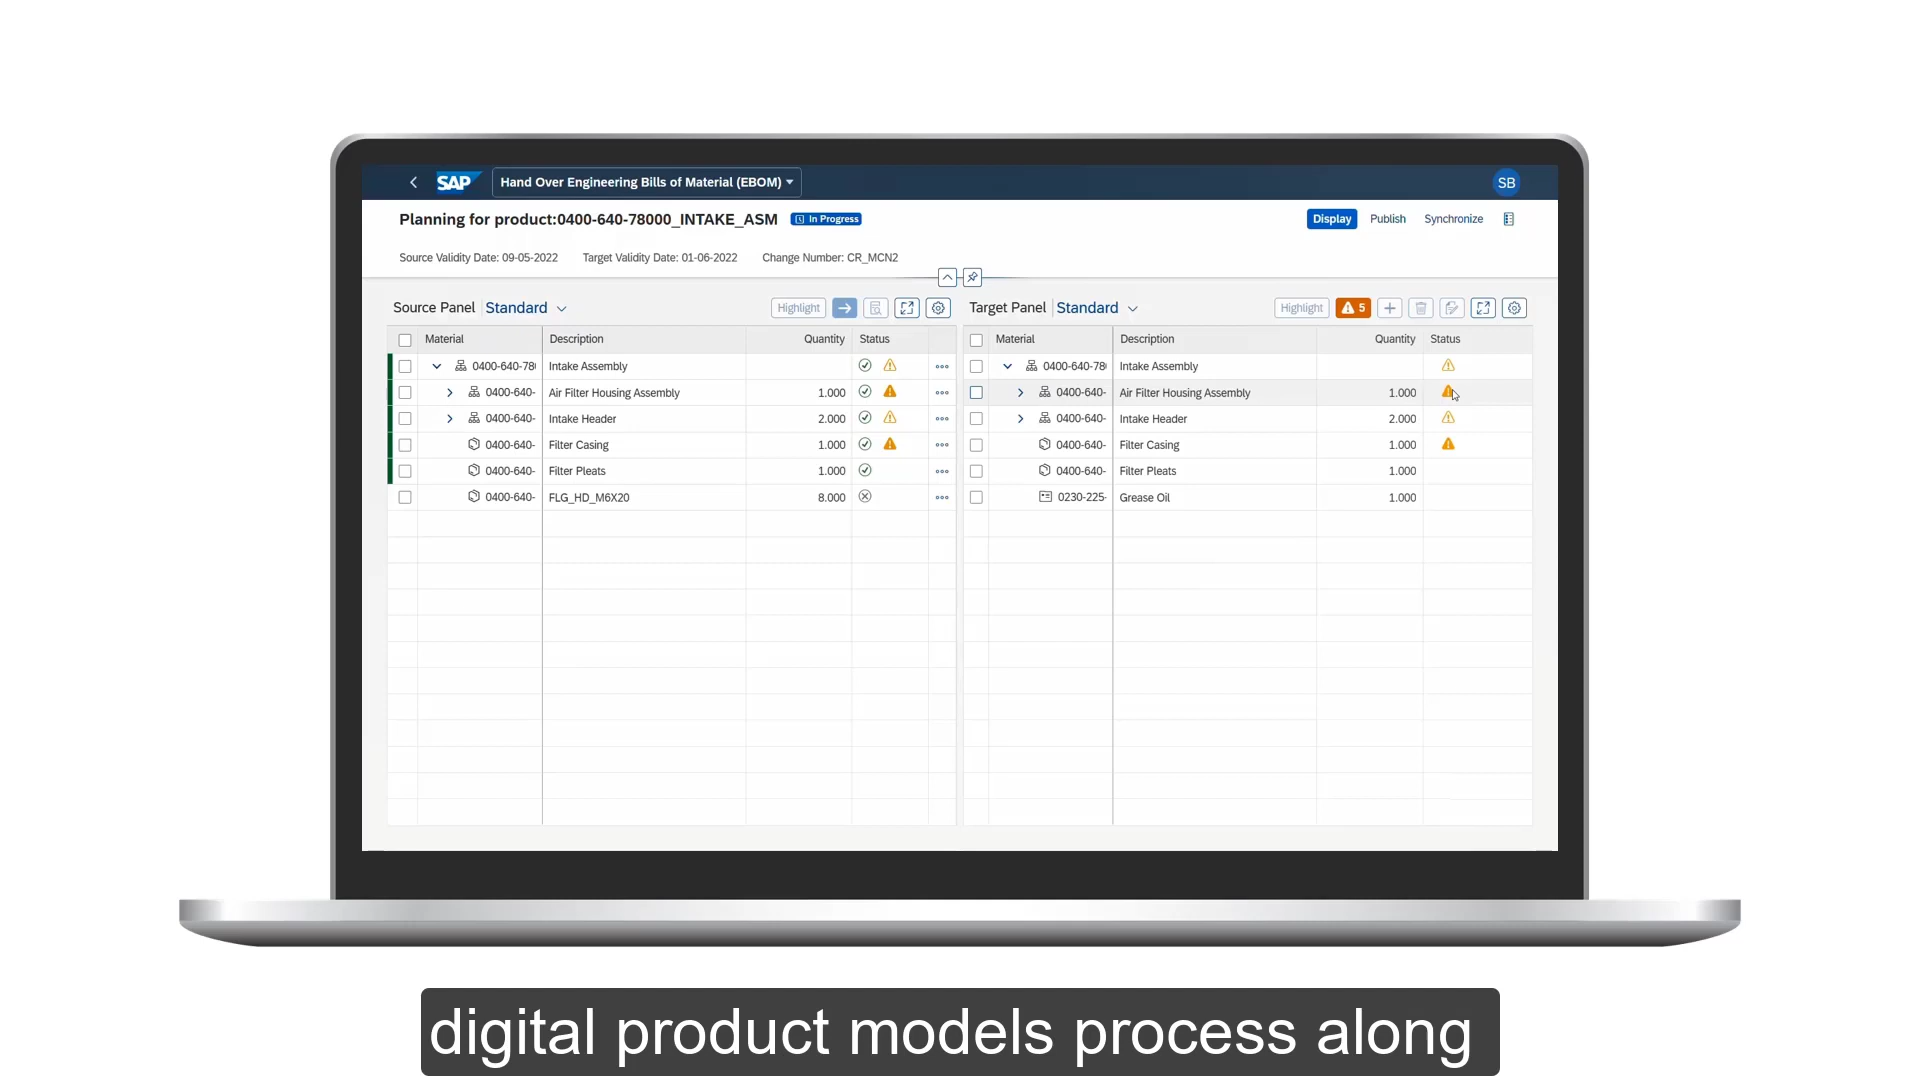 SAP Hand Over Engineering Bills of Material (EBOM) SB
Planning for product:0400-640-78000_INTAKE_ASM In Progress Display Publish Synchronize
Source Validity Date: 09-05-2022 Target Validity Date: 01-06-2022 Change Number: CR_MCN2
Source Panel Standard Highlight Target Panel Standard Highlight 5
Material Description Quantity Status Material Description Quantity Status
0400-640-78 Intake Assembly 0400-640-78 Intake Assembly
0400-640- Air Filter Housing Assembly 1.000 0400-640- Air Filter Housing Assembly 1.000
0400-640- Intake Header 2.000 0400-640- Intake Header 2.000
0400-640- Filter Casing 1.000 0400-640- Filter Casing 1.000
0400-640- Filter Pleats 1.000 0400-640- Filter Pleats 1.000
0400-640- FLG_HD_M6X20 8.000 0230-225- Grease Oil 1.000
digital product models process along